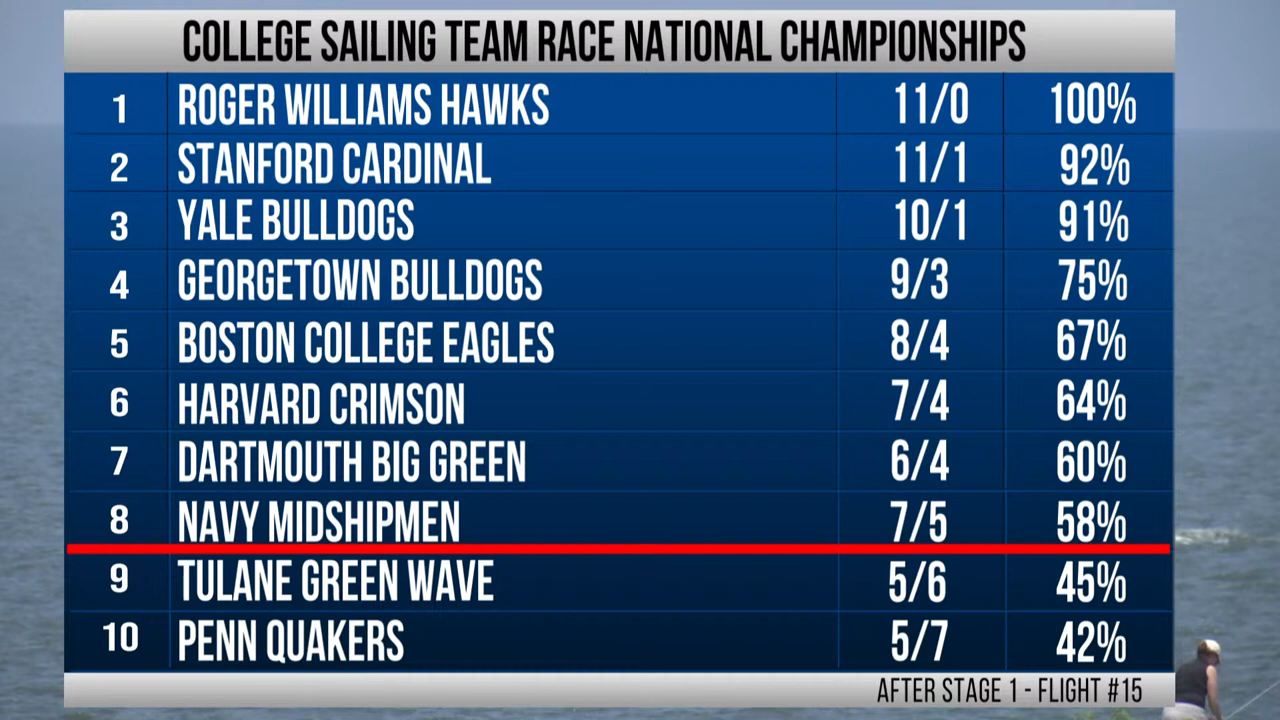 COLLEGE SAILING TEAM RACE NATIONAL CHAMPIONSHIPS
1 ROGER WILLIAMS HAWKS 11/0 100%
2 STANFORD CARDINAL 11/1 92%
3 YALE BULLDOGS 10/1 91%
4 GEORGETOWN BULLDOGS 9/3 75%
5 BOSTON COLLEGE EAGLES 8/4 67%
6 HARVARD CRIMSON 7/4 64%
7 DARTMOUTH BIG GREEN 6/4 60%
8 NAVY MIDSHIPMEN 7/5 58%
9 TULANE GREEN WAVE 5/6 45%
10 PENN QUAKERS 5/7 42%
AFTER STAGE 1 - FLIGHT #15